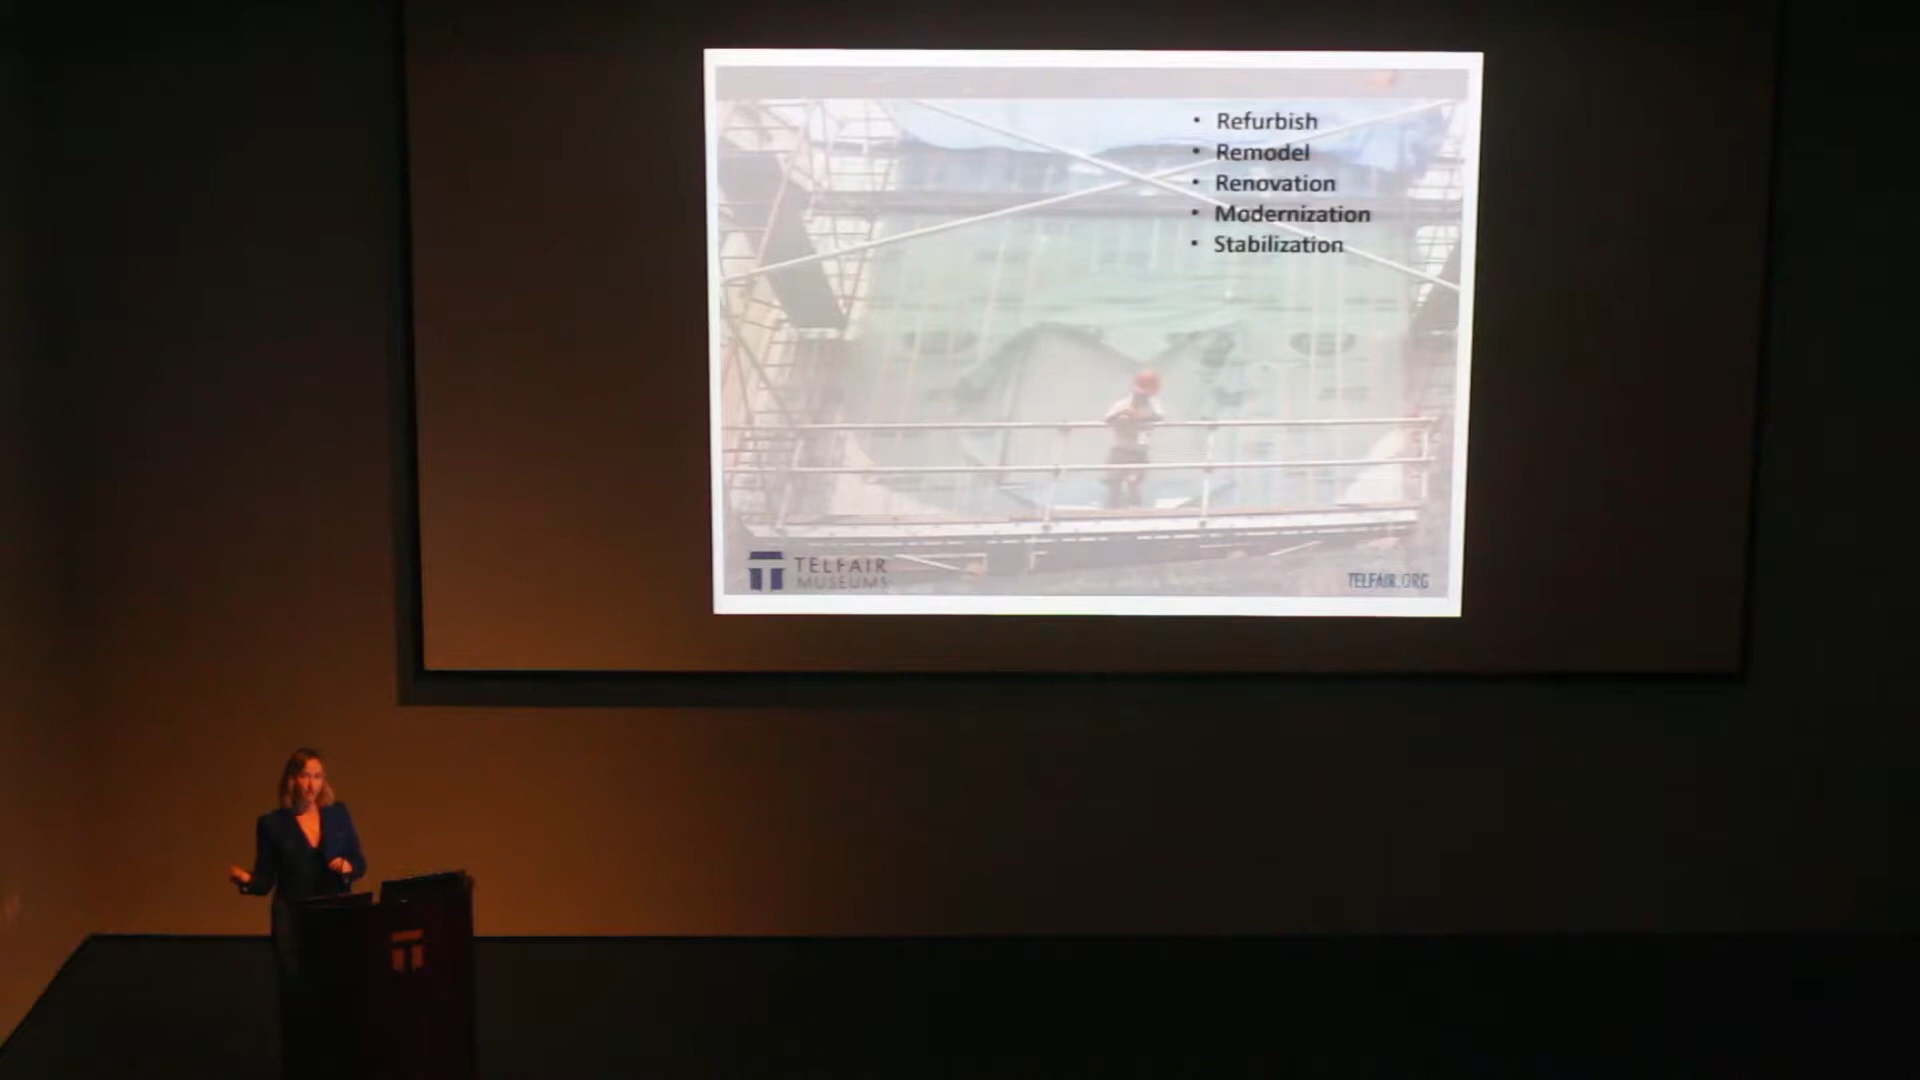 • Refurbish
• Remodel
• Renovation
• Modernization
• Stabilization
TELFAIR
MUSEUMS
TELFAIR.ORG